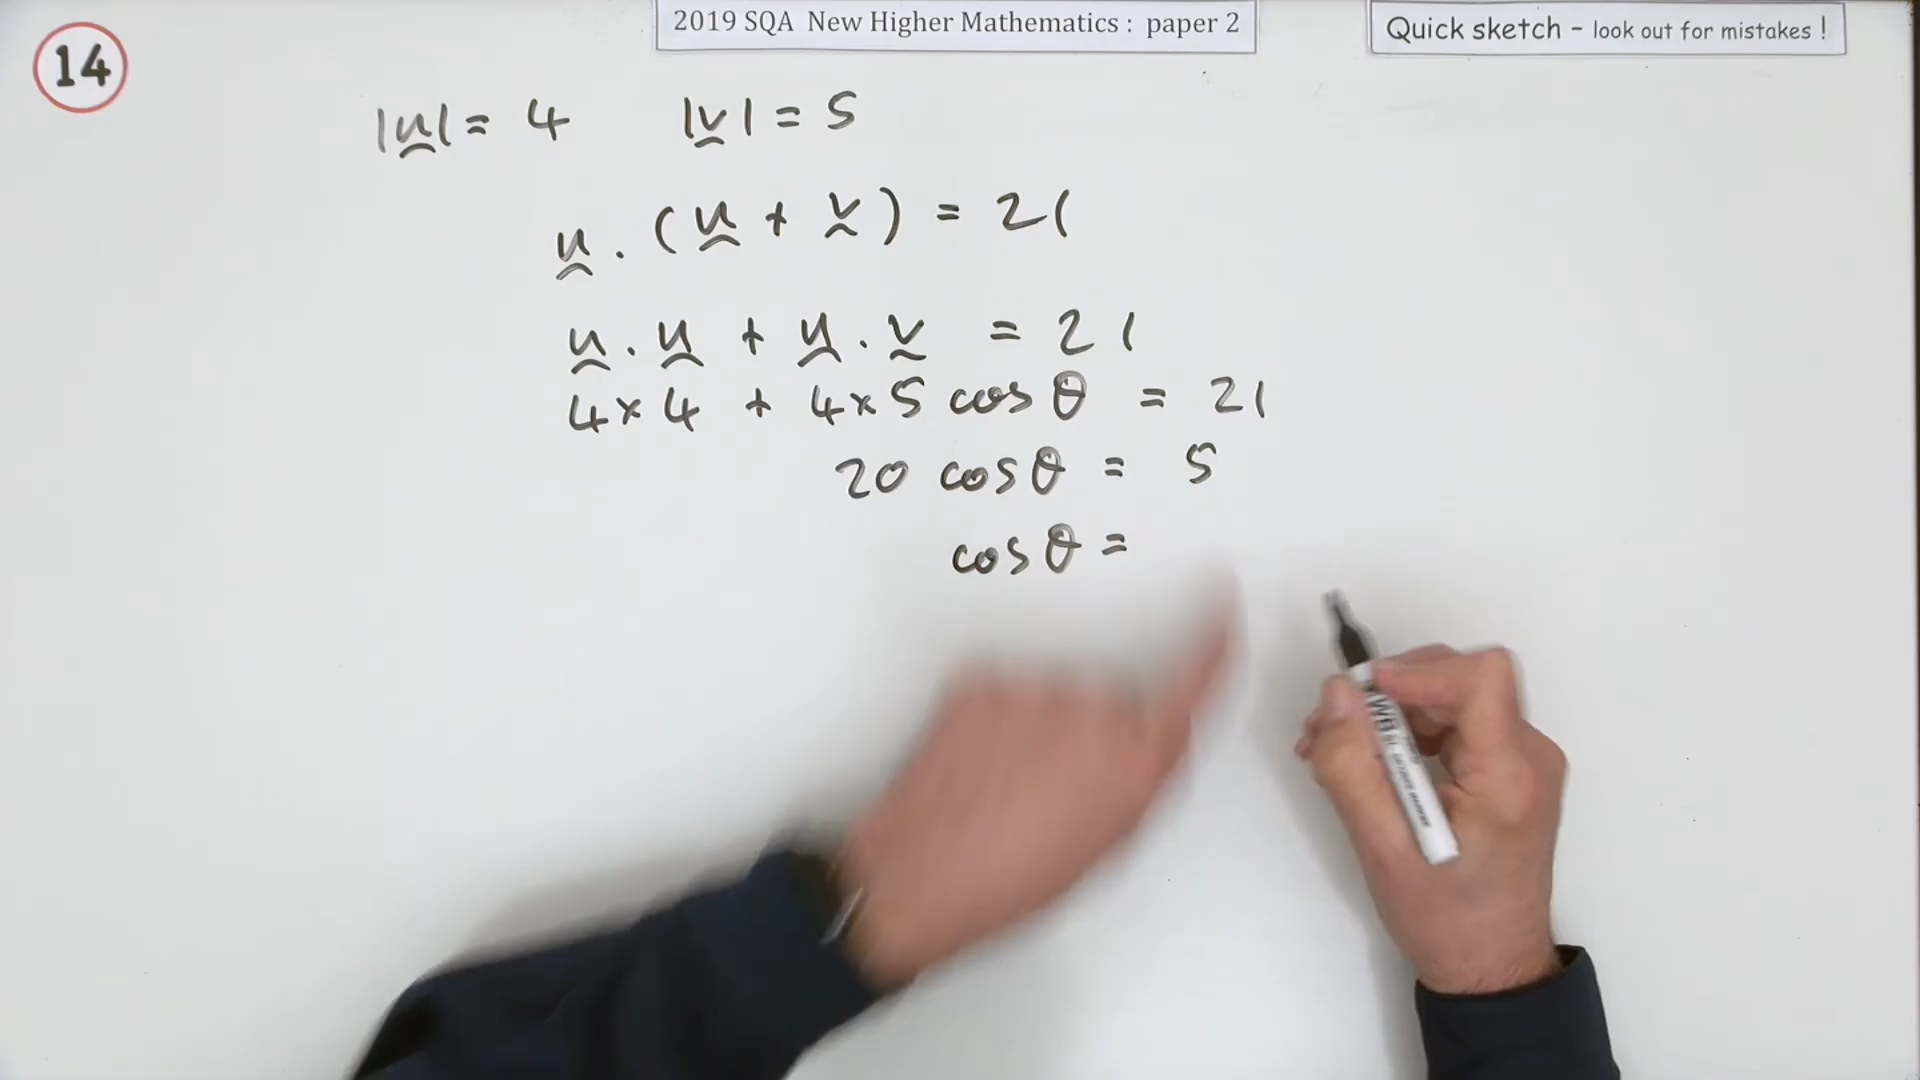 2019 SQA New Higher Mathematics : paper 2
Quick sketch – look out for mistakes !
14
|u| = 4 |v| = 5
u . (u + v) = 21
u . u + u . v = 21
4 x 4 + 4 x 5 cos θ = 21
20 cos θ = 5
cos θ =